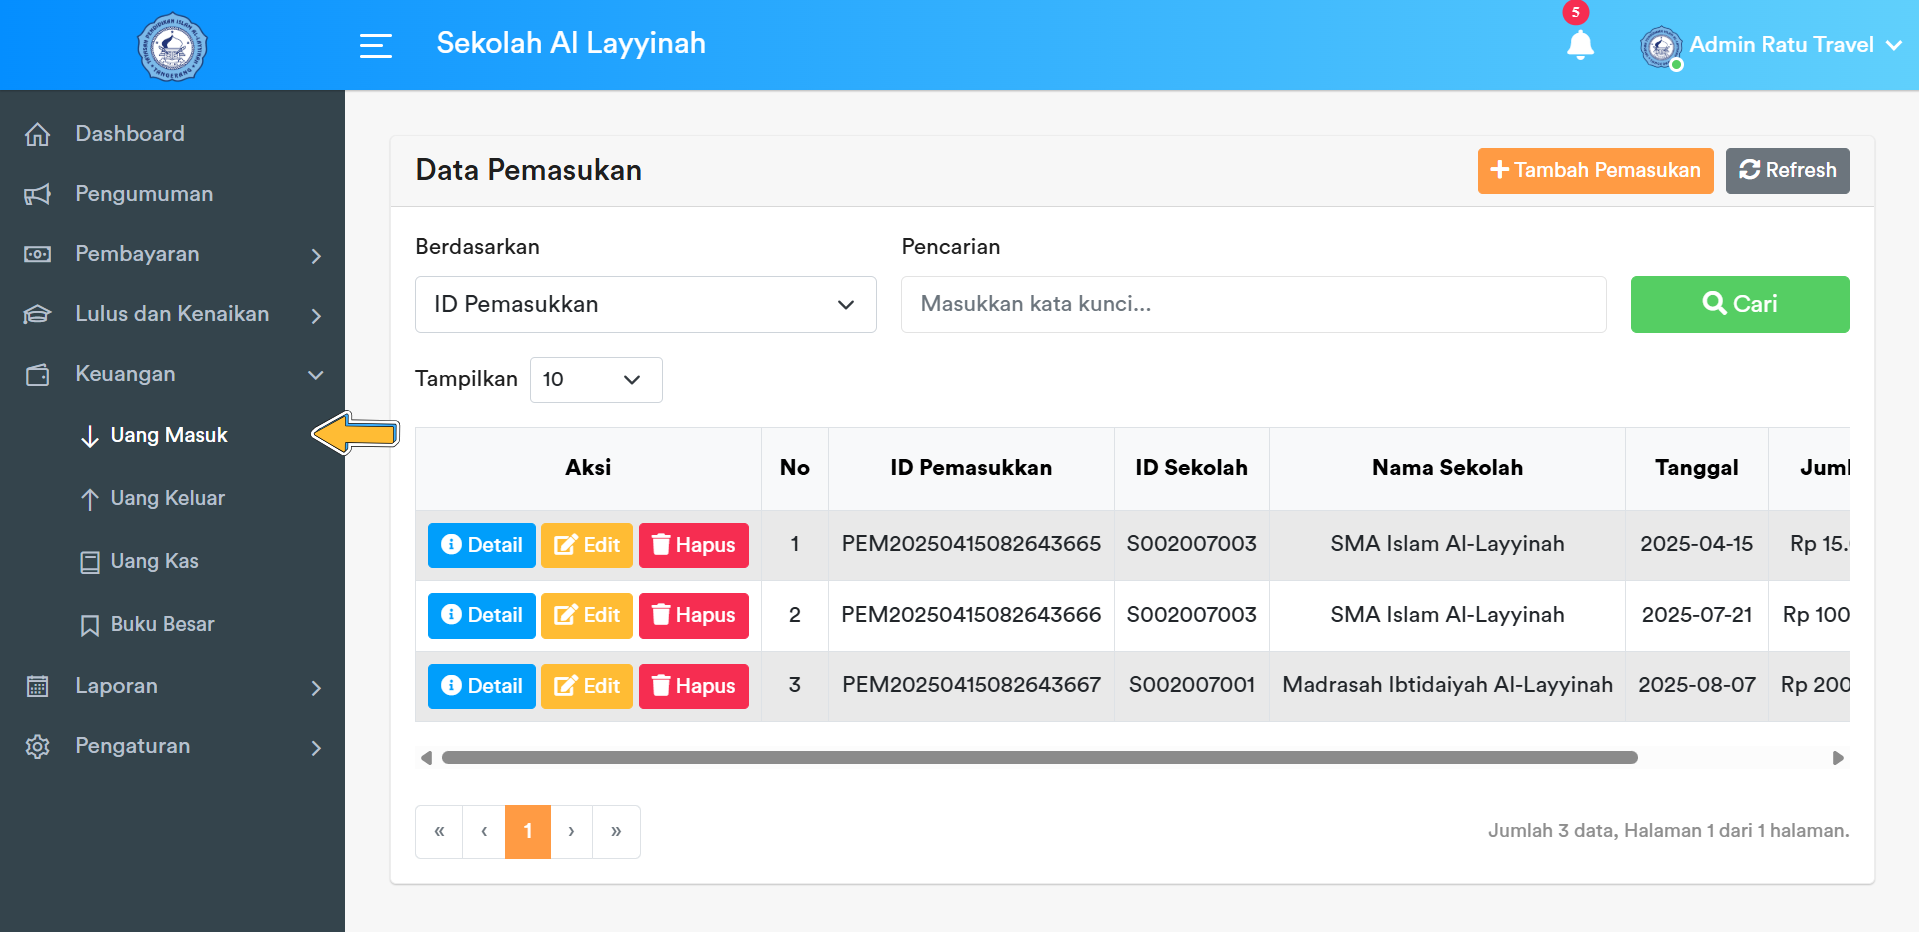 Sekolah Al Layyinah
5
Admin Ratu Travel
Dashboard
Pengumuman
Pembayaran
Lulus dan Kenaikan
Keuangan
Uang Masuk
Uang Keluar
Uang Kas
Buku Besar
Laporan
Pengaturan
Data Pemasukan
Tambah Pemasukan
Refresh
Berdasarkan
Pencarian
ID Pemasukkan
Masukkan kata kunci...
Cari
Tampilkan 10
Aksi No ID Pemasukkan ID Sekolah Nama Sekolah Tanggal
Detail Edit Hapus 1 PEM20250415082643665 S002007003 SMA Islam Al-Layyinah 2025-04-15 Rp 15.
Detail Edit Hapus 2 PEM20250415082643666 S002007003 SMA Islam Al-Layyinah 2025-07-21 Rp 100
Detail Edit Hapus 3 PEM20250415082643667 S002007001 Madrasah Ibtidaiyah Al-Layyinah 2025-08-07 Rp 200
« ‹ 1 › »
Jumlah 3 data, Halaman 1 dari 1 halaman.